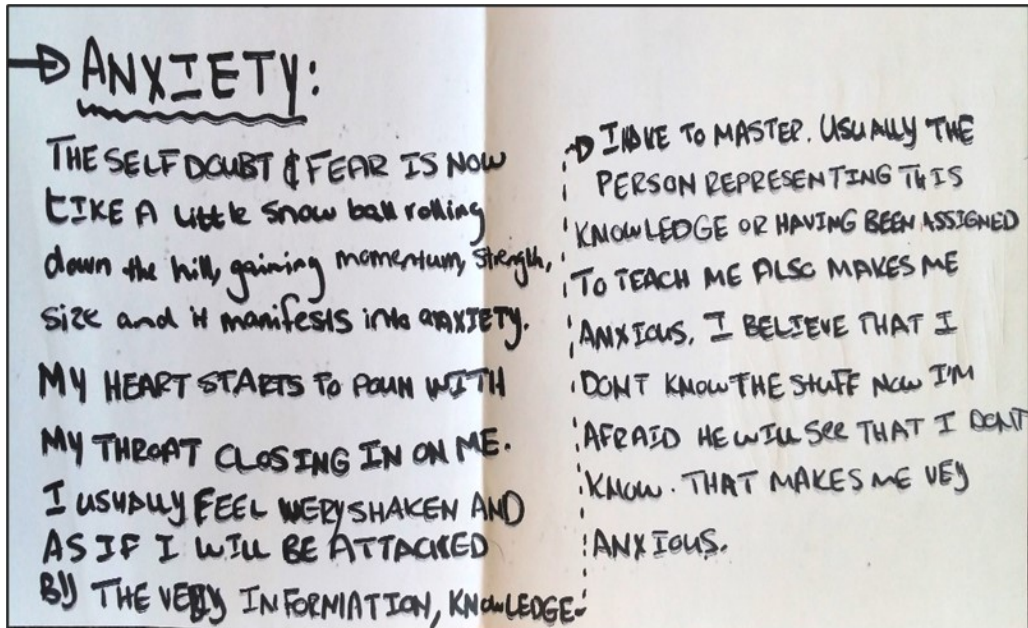 ANXIETY:
THE SELF DOUBT & FEAR IS NOW
LIKE A little snow ball rolling
down the hill, gaining momentum, strength,
size and it manifests into ANXIETY.
MY HEART STARTS TO POUN WITH
MY THROAT CLOSING IN ON ME.
I USUALLY FEEL VERY SHAKEN AND
AS IF I WILL BE ATTACKED
BY THE VERY INFORMATION, KNOWLEDGE
I HAVE TO MASTER. USUALLY THE
PERSON REPRESENTING THIS
KNOWLEDGE OR HAVING BEEN ASSIGNED
TO TEACH ME ALSO MAKES ME
ANXIOUS. I BELIEVE THAT I
DONT KNOW THE STUFF NOW I'M
AFRAID HE WILL SEE THAT I DONT
KNOW. THAT MAKES ME VEY
ANXIOUS.